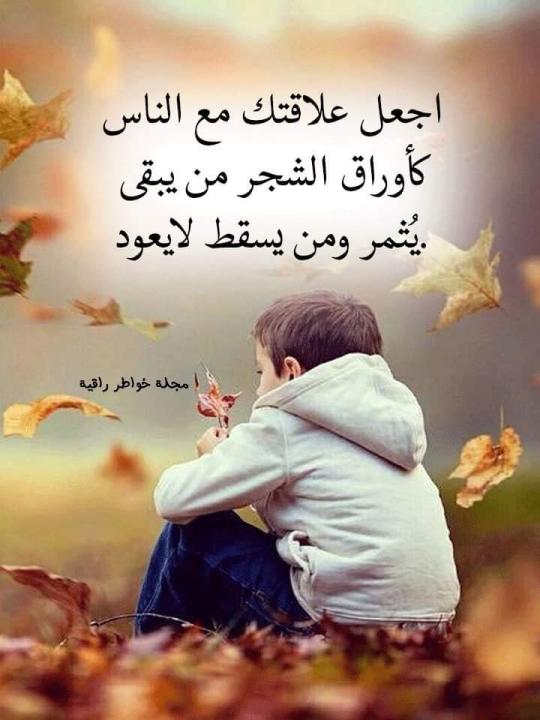 اجعل علاقتك مع الناس
كأوراق الشجر من يبقى
يُثمر ومن يسقط لايعود.
مجلة خواطر راقية